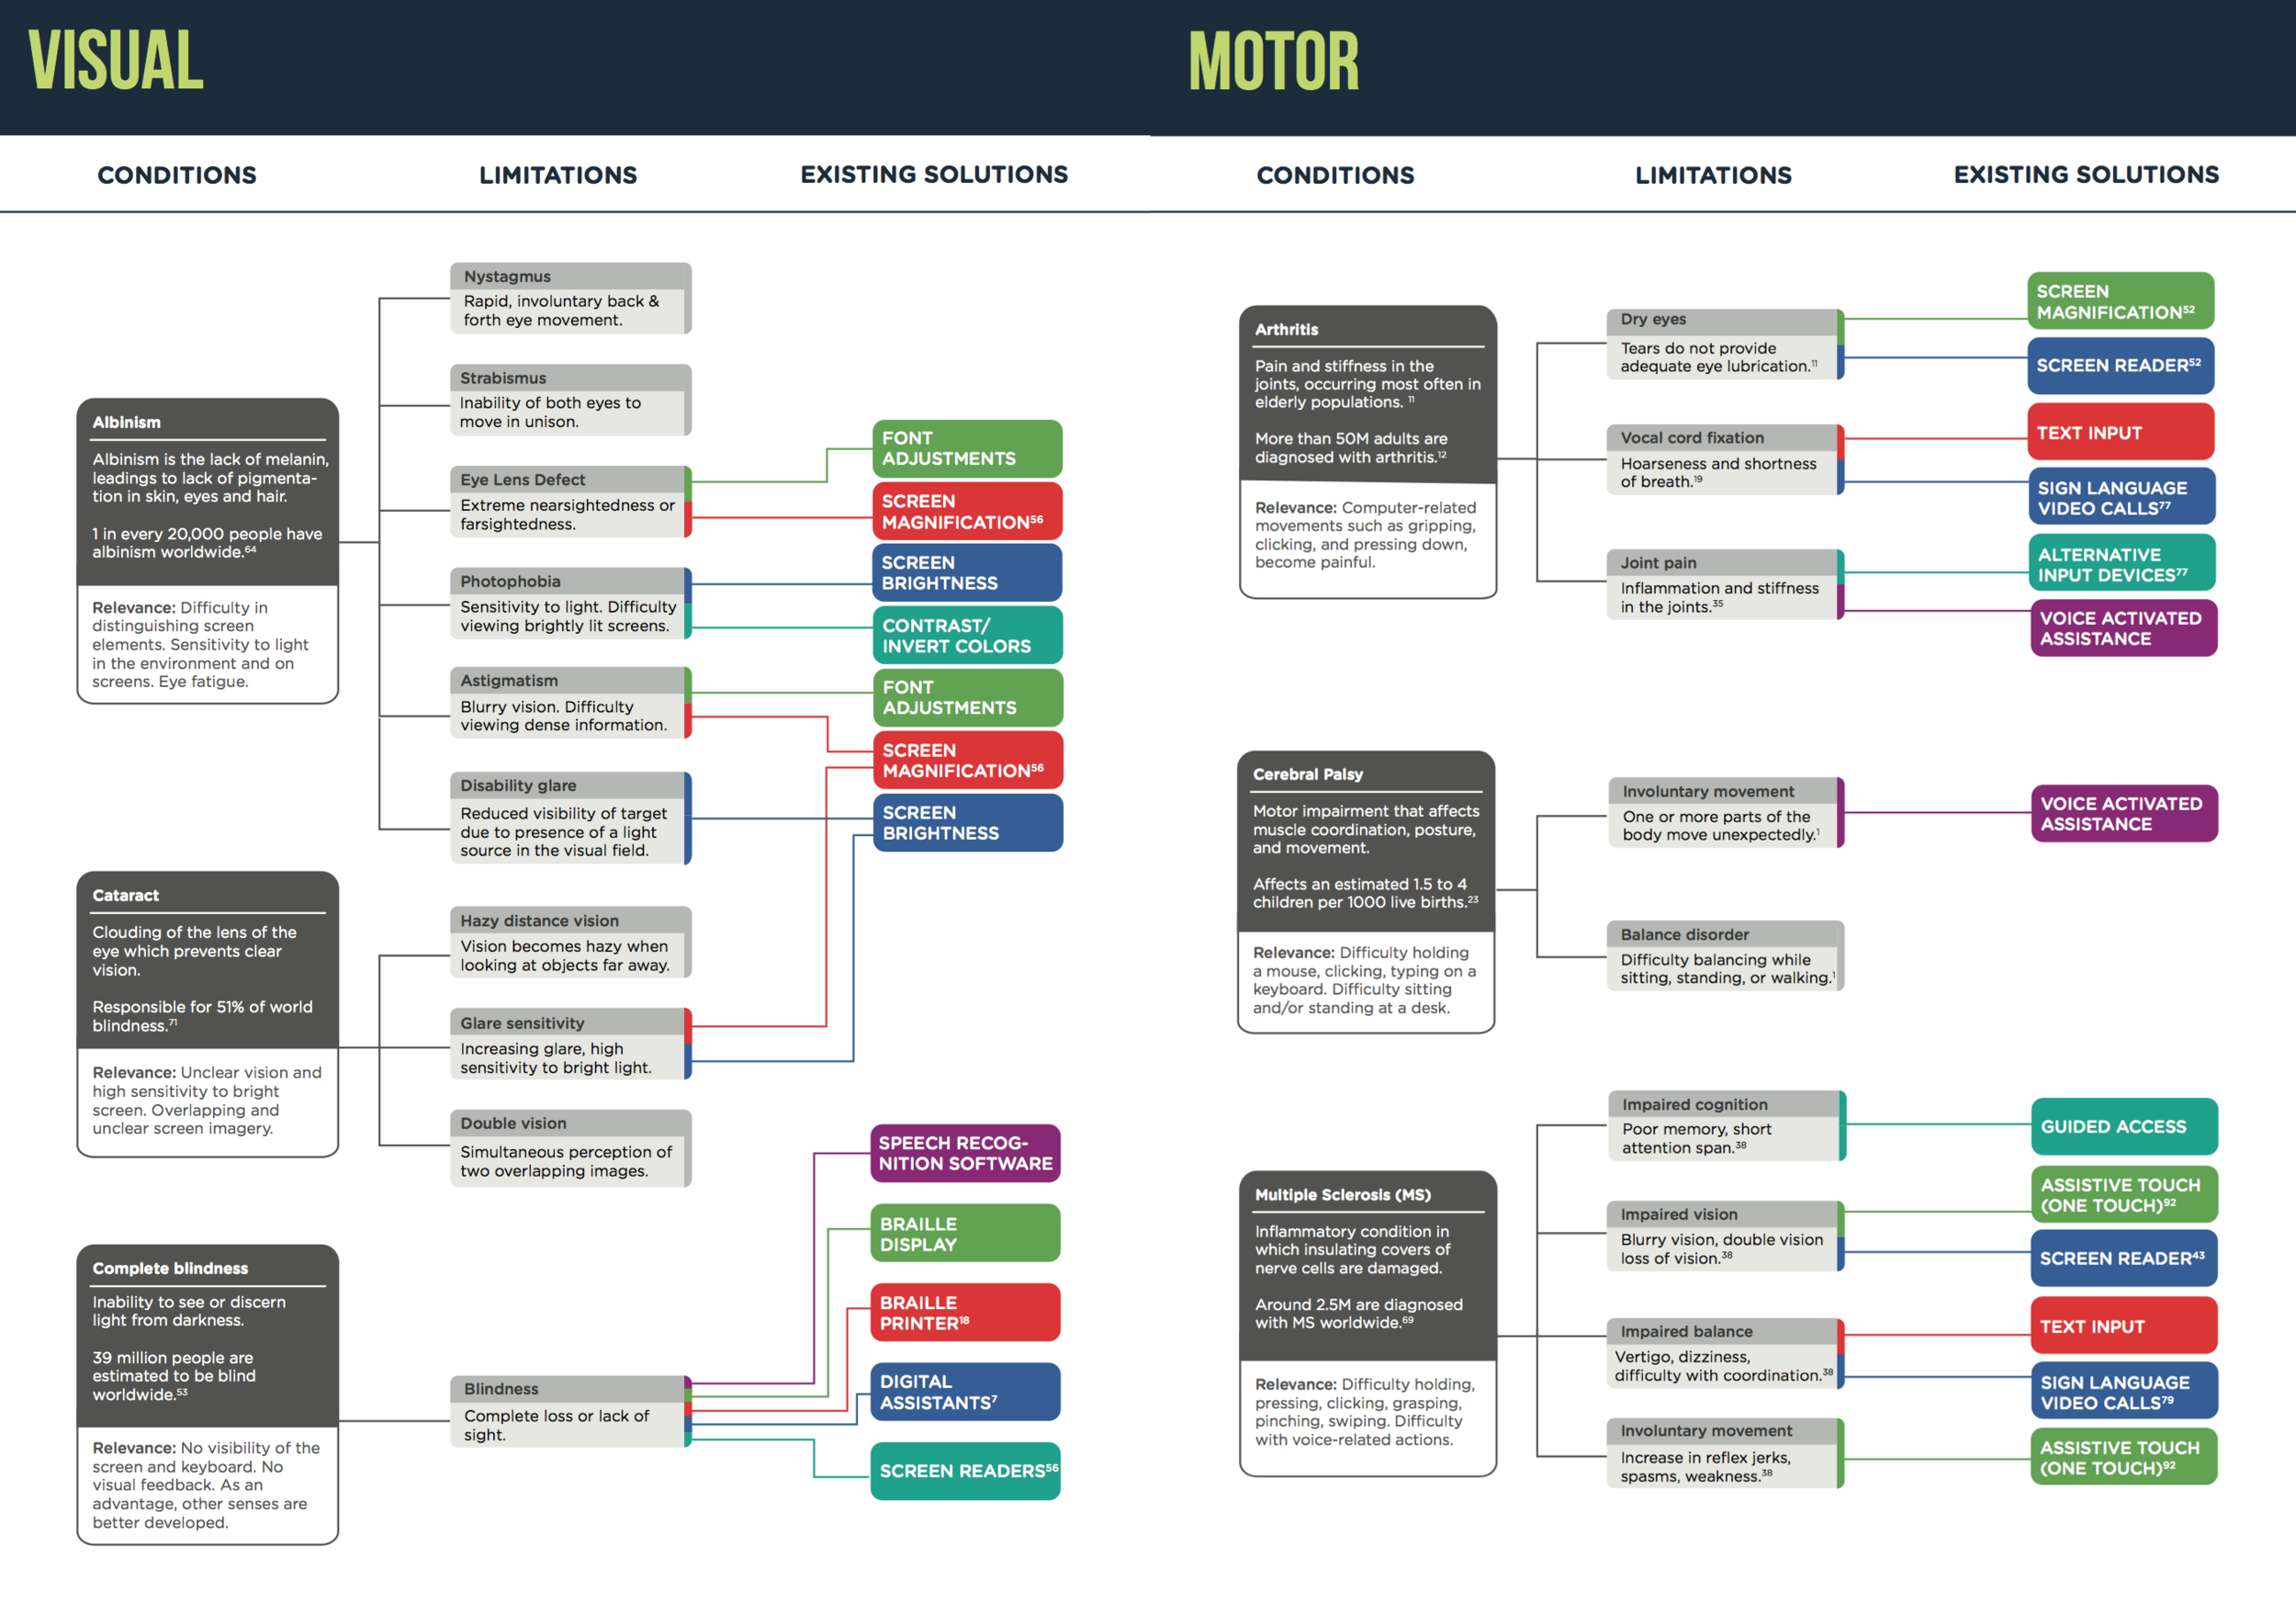 VISUAL
CONDITIONS
LIMITATIONS
EXISTING SOLUTIONS
Albinism
Albinism is the lack of melanin,
leadings to lack of pigmenta-
tion in skin, eyes and hair.
1 in every 20,000 people have
albinism worldwide.64
Relevance: Difficulty in
distinguishing screen
elements. Sensitivity to light
in the environment and on
screens. Eye fatigue.
Nystagmus
Rapid, involuntary back &
forth eye movement.
Strabismus
Inability of both eyes to
move in unison.
Eye Lens Defect
Extreme nearsightedness or
farsightedness.
Photophobia
Sensitivity to light. Difficulty
viewing brightly lit screens.
Astigmatism
Blurry vision. Difficulty
viewing dense information.
Disability glare
Reduced visibility of target
due to presence of a light
source in the visual field.
FONT
ADJUSTMENTS
SCREEN
MAGNIFICATION56
SCREEN
BRIGHTNESS
CONTRAST/
INVERT COLORS
FONT
ADJUSTMENTS
SCREEN
MAGNIFICATION56
SCREEN
BRIGHTNESS
Cataract
Clouding of the lens of the
eye which prevents clear
vision.
Responsible for 51% of world
blindness.71
Relevance: Unclear vision and
high sensitivity to bright
screen. Overlapping and
unclear screen imagery.
Hazy distance vision
Vision becomes hazy when
looking at objects far away.
Glare sensitivity
Increasing glare, high
sensitivity to bright light.
Double vision
Simultaneous perception of
two overlapping images.
Complete blindness
Inability to see or discern
light from darkness.
39 million people are
estimated to be blind
worldwide.53
Relevance: No visibility of the
screen and keyboard. No
visual feedback. As an
advantage, other senses are
better developed.
Blindness
Complete loss or lack of
sight.
SPEECH RECOG-
NITION SOFTWARE
BRAILLE
DISPLAY
BRAILLE
PRINTER18
DIGITAL
ASSISTANTS7
SCREEN READERS56
MOTOR
CONDITIONS
LIMITATIONS
EXISTING SOLUTIONS
Arthritis
Pain and stiffness in the
joints, occurring most often in
elderly populations. 11
More than 50M adults are
diagnosed with arthritis.12
Relevance: Computer-related
movements such as gripping,
clicking, and pressing down,
become painful.
Dry eyes
Tears do not provide
adequate eye lubrication.11
Vocal cord fixation
Hoarseness and shortness
of breath.19
Joint pain
Inflammation and stiffness
in the joints.35
SCREEN
MAGNIFICATION52
SCREEN READER52
TEXT INPUT
SIGN LANGUAGE
VIDEO CALLS77
ALTERNATIVE
INPUT DEVICES77
VOICE ACTIVATED
ASSISTANCE
Cerebral Palsy
Motor impairment that affects
muscle coordination, posture,
and movement.
Affects an estimated 1.5 to 4
children per 1000 live births.23
Relevance: Difficulty holding
a mouse, clicking, typing on a
keyboard. Difficulty sitting
and/or standing at a desk.
Involuntary movement
One or more parts of the
body move unexpectedly.1
Balance disorder
Difficulty balancing while
sitting, standing, or walking.1
VOICE ACTIVATED
ASSISTANCE
Multiple Sclerosis (MS)
Inflammatory condition in
which insulating covers of
nerve cells are damaged.
Around 2.5M are diagnosed
with MS worldwide.69
Relevance: Difficulty holding,
pressing, clicking, grasping,
pinching, swiping. Difficulty
with voice-related actions.
Impaired cognition
Poor memory, short
attention span.38
Impaired vision
Blurry vision, double vision
loss of vision.38
Impaired balance
Vertigo, dizziness,
difficulty with coordination.38
Involuntary movement
Increase in reflex jerks,
spasms, weakness.38
GUIDED ACCESS
ASSISTIVE TOUCH
(ONE TOUCH)92
SCREEN READER43
TEXT INPUT
SIGN LANGUAGE
VIDEO CALLS79
ASSISTIVE TOUCH
(ONE TOUCH)92